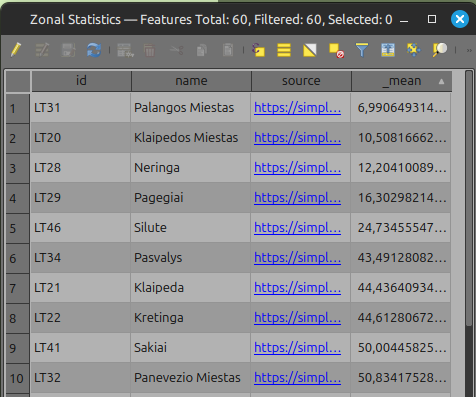 Zonal Statistics — Features Total: 60, Filtered: 60, Selected: 0
id name source _mean
1 LT31 Palangos Miestas https://simpl... 6,990649314...
2 LT20 Klaipedos Miestas https://simpl... 10,50816662...
3 LT28 Neringa https://simpl... 12,20410089...
4 LT29 Pagegiai https://simpl... 16,30298214...
5 LT46 Silute https://simpl... 24,73455547...
6 LT34 Pasvalys https://simpl... 43,49128082...
7 LT21 Klaipeda https://simpl... 44,43640934...
8 LT22 Kretinga https://simpl... 44,61280672...
9 LT41 Sakiai https://simpl... 50,00445825...
10 LT32 Panevezio Miestas https://simpl... 50,83417528...